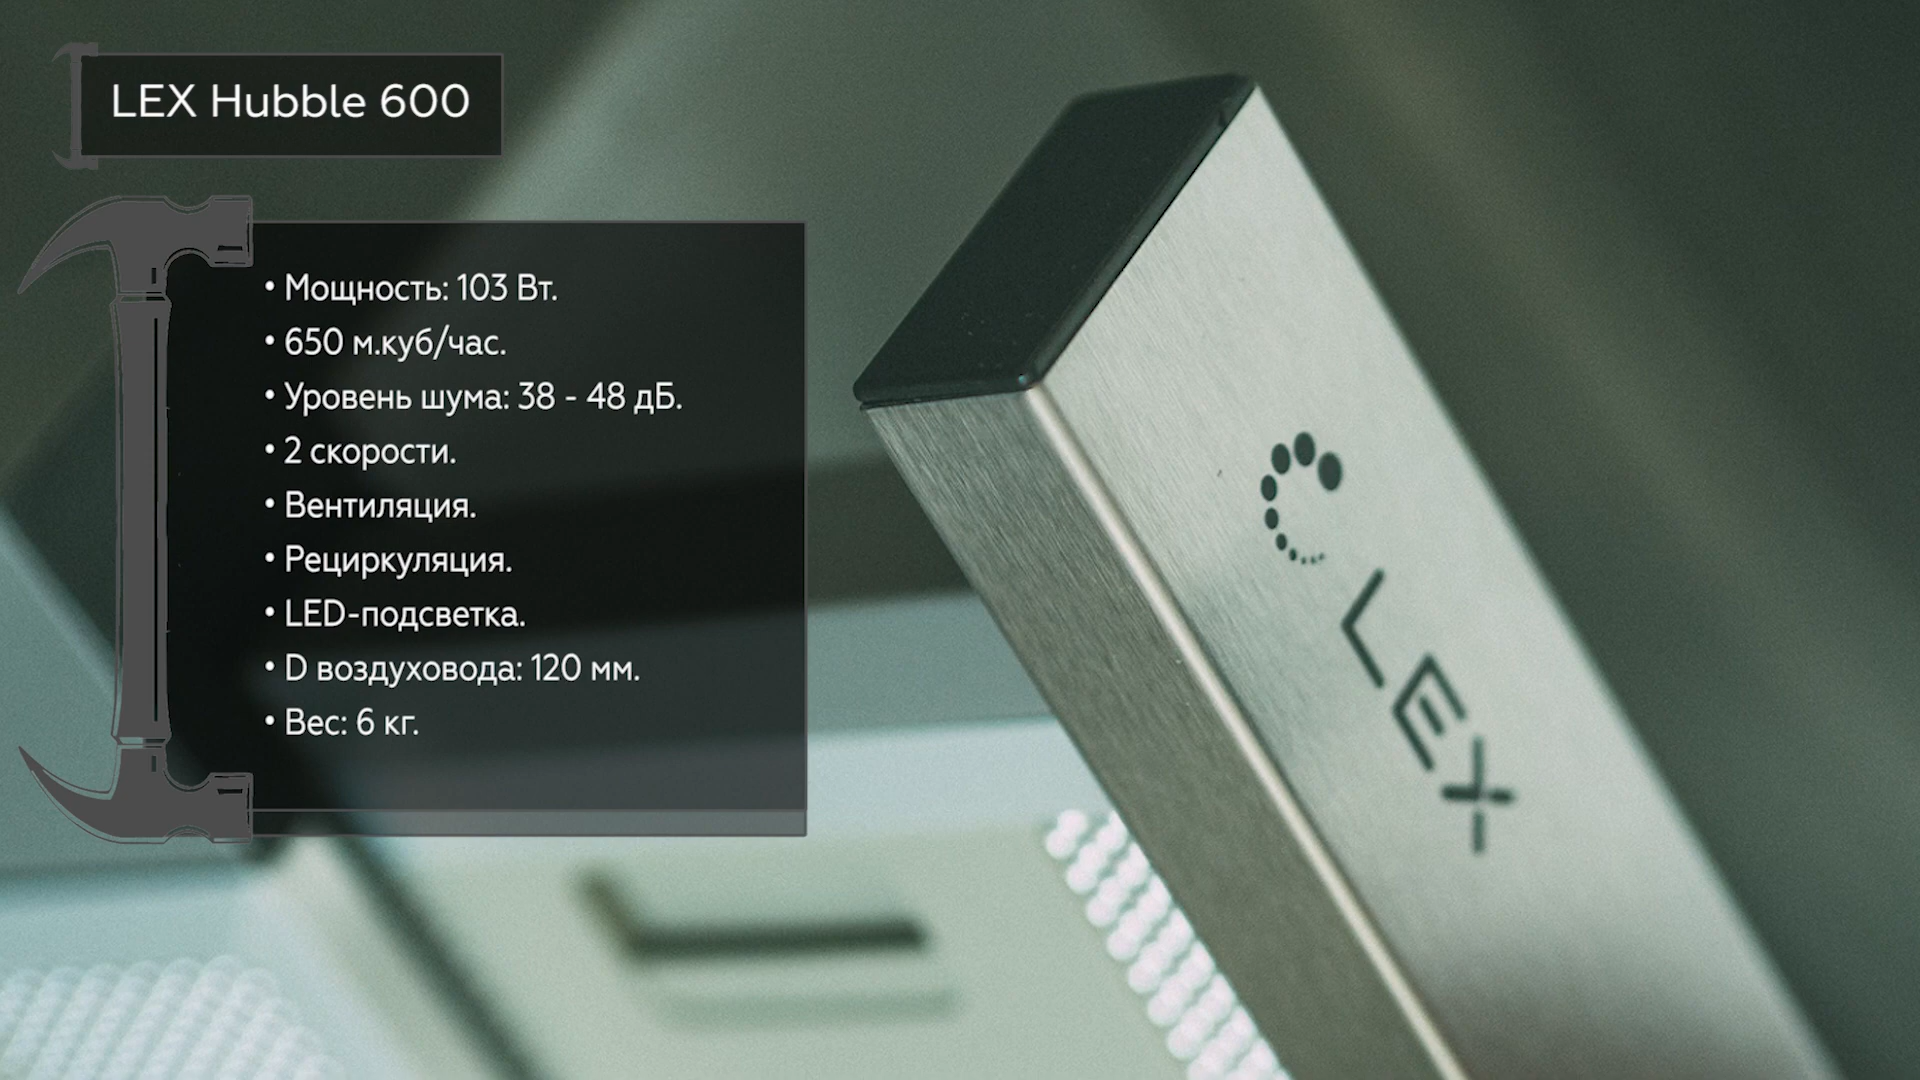 LEX Hubble 600
• Мощность: 103 Вт.
• 650 м.куб/час.
• Уровень шума: 38 - 48 дБ.
• 2 скорости.
• Вентиляция.
• Рециркуляция.
• LED-подсветка.
• D воздуховода: 120 мм.
• Вес: 6 кг.
LEX